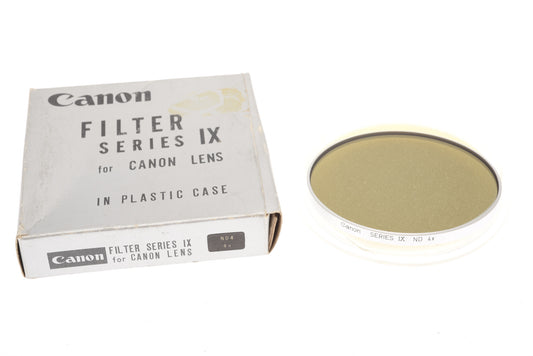 Canon
FILTER
SERIES IX
for CANON LENS
IN PLASTIC CASE
Canon
FILTER SERIES IX
for CANON LENS
ND4
4x
Canon SERIES IX ND 4x